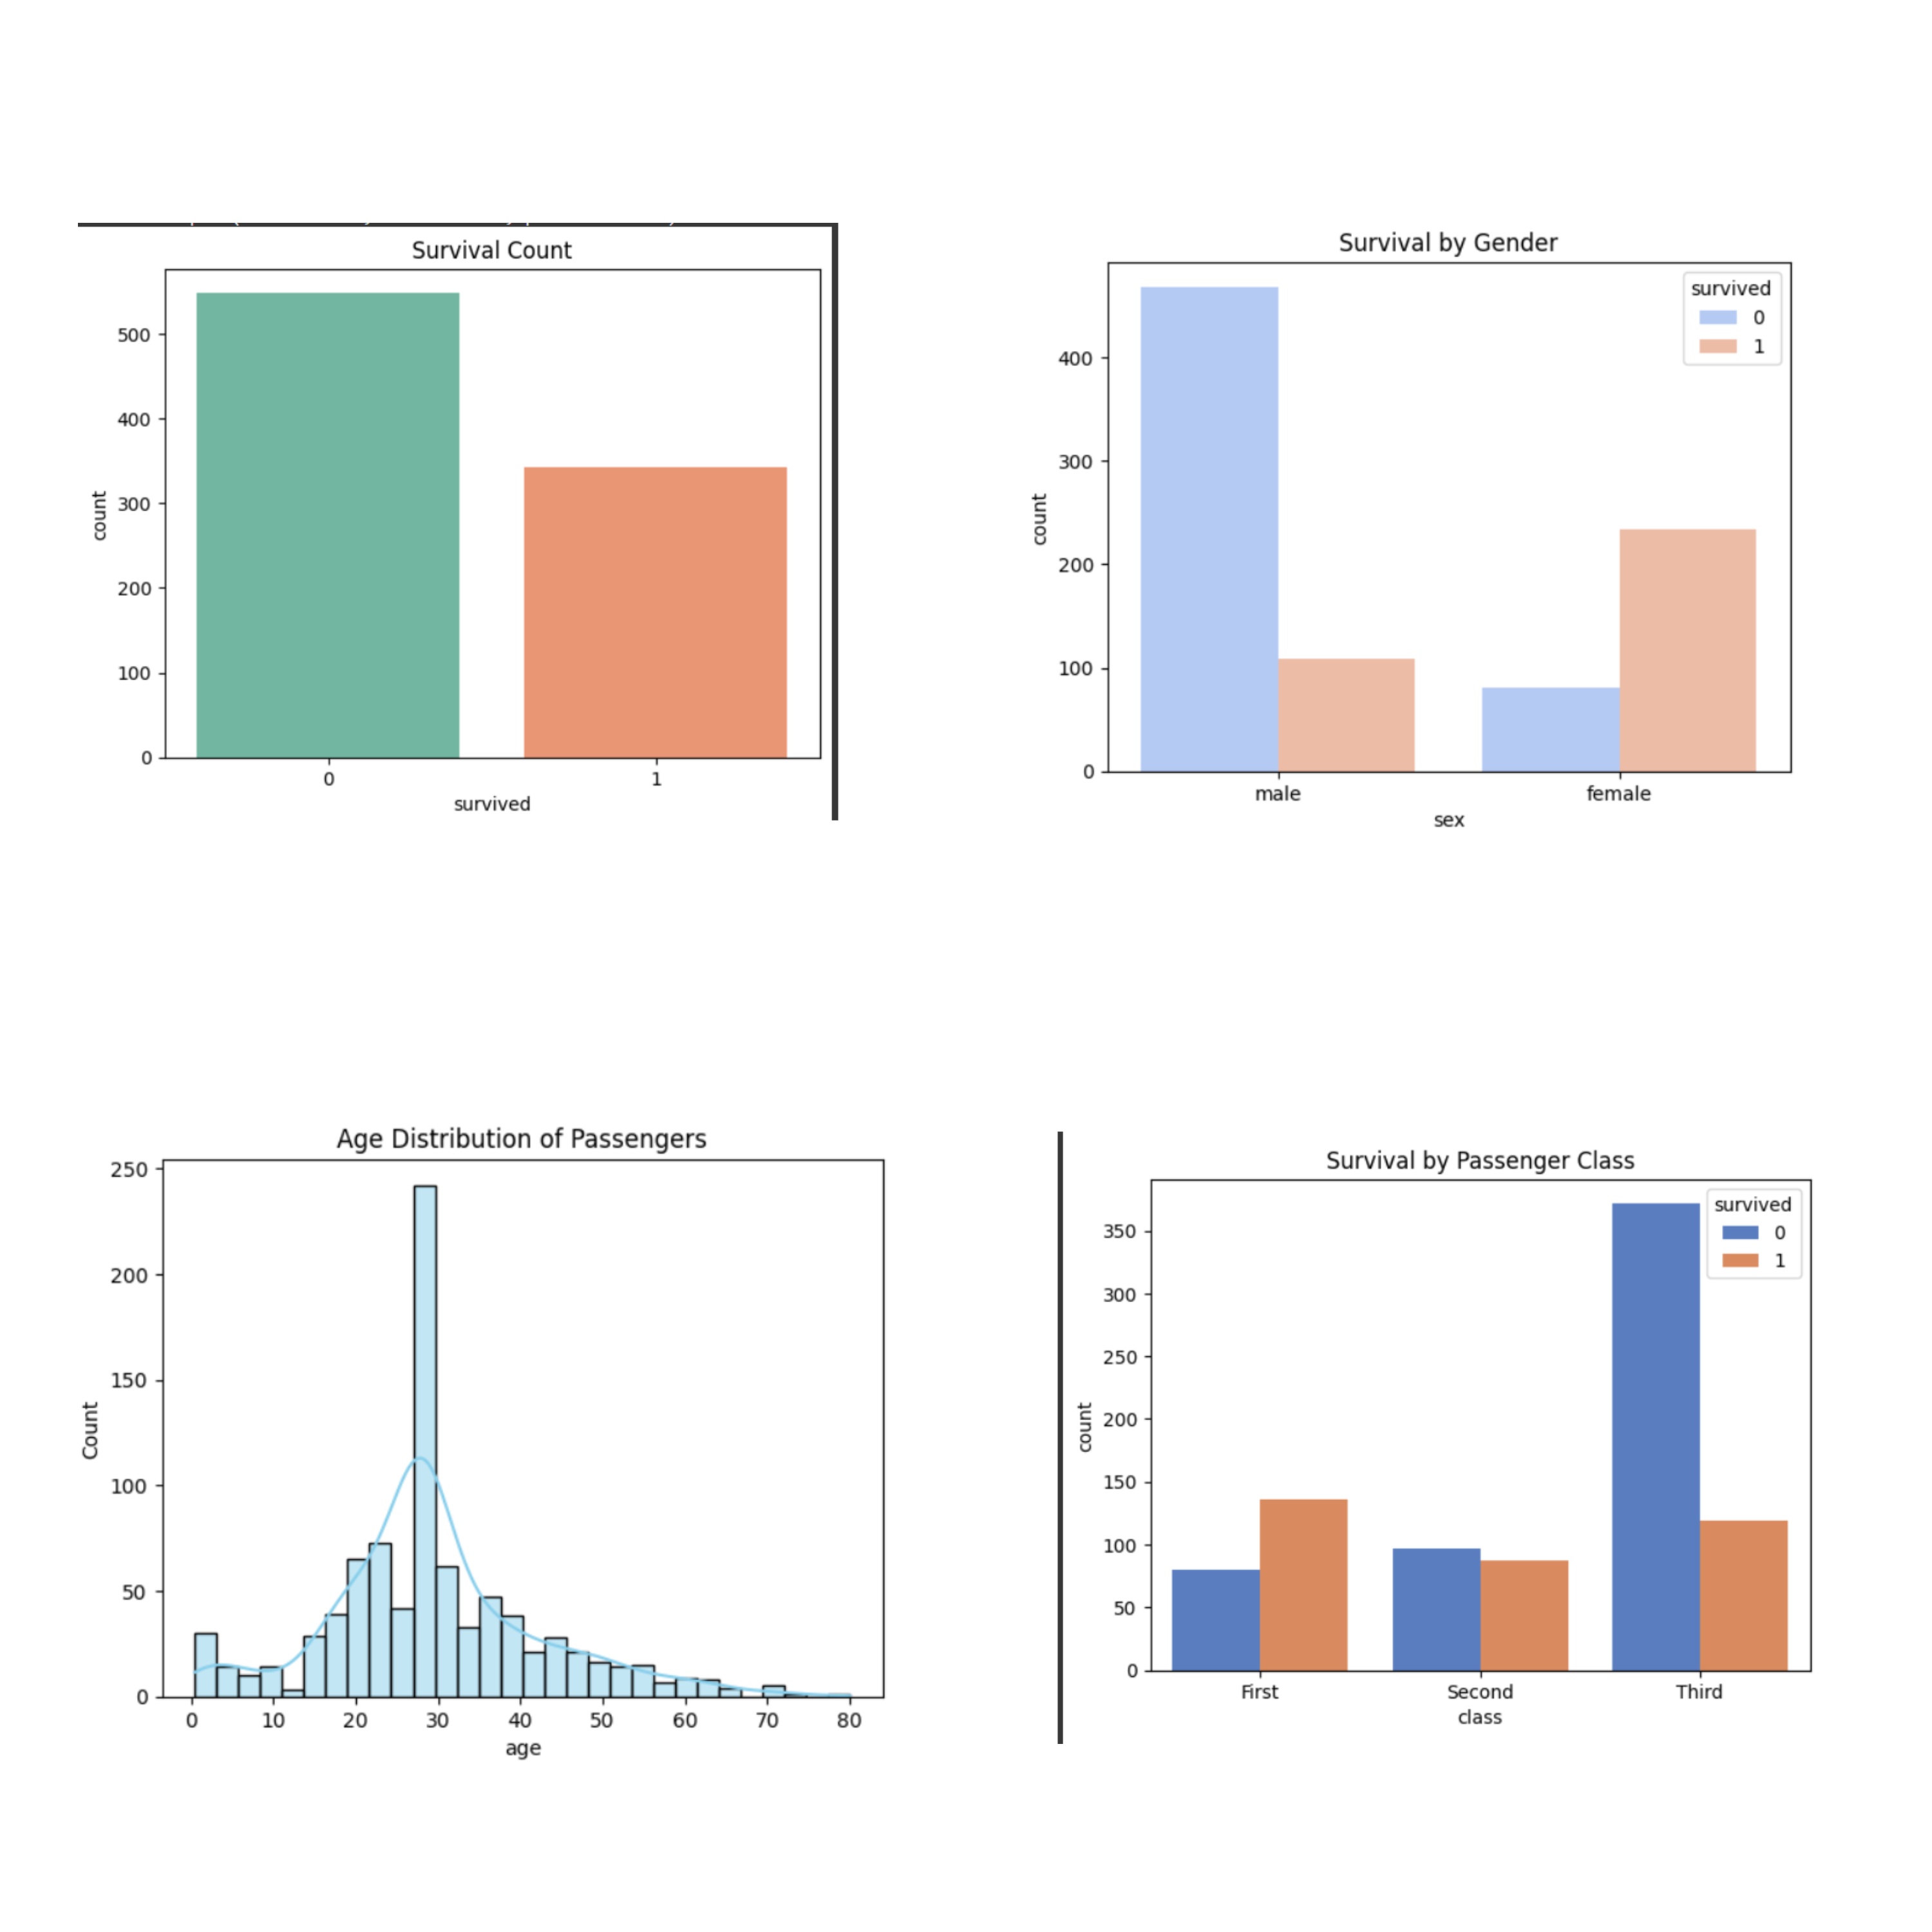 Survival Count
500
400
300
200
100
0
count
0 1
survived
Survival by Gender
survived
0
1
400
300
200
100
0
count
male female
sex
Age Distribution of Passengers
250
200
150
100
50
0
Count
0 10 20 30 40 50 60 70 80
age
Survival by Passenger Class
survived
0
1
350
300
250
200
150
100
50
0
count
First Second Third
class